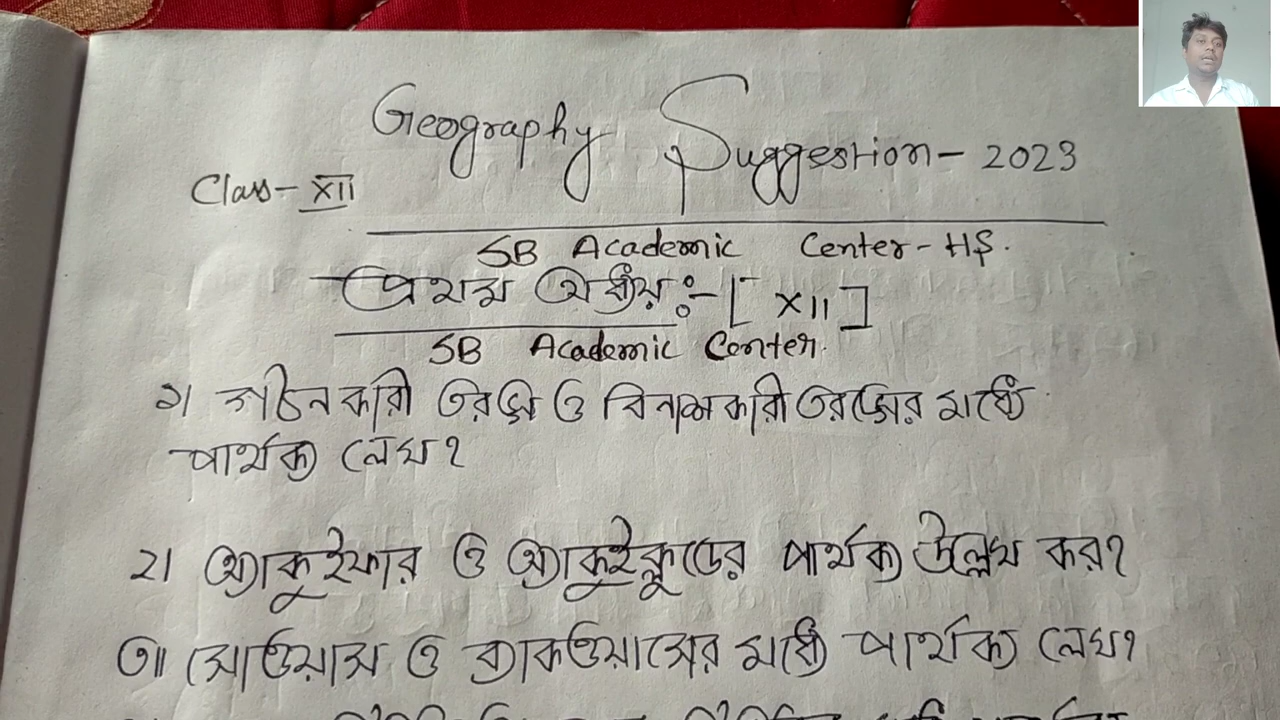 Geography Suggestion - 2023
Class - XII
SB Academic Center - HS.
প্রথম অধ্যায় :- [ XII ]
SB Academic Center.
১। গঠনকারী তরঙ্গ ও বিনাশকারী তরঙ্গের মধ্যে
পার্থক্য লেখ?
২। অ্যাকুইফার ও অ্যাকুইক্লুডের পার্থক্য উল্লেখ কর?
৩॥ সোওয়াস ও ব্যাকওয়াসের মধ্যে পার্থক্য লেখ?